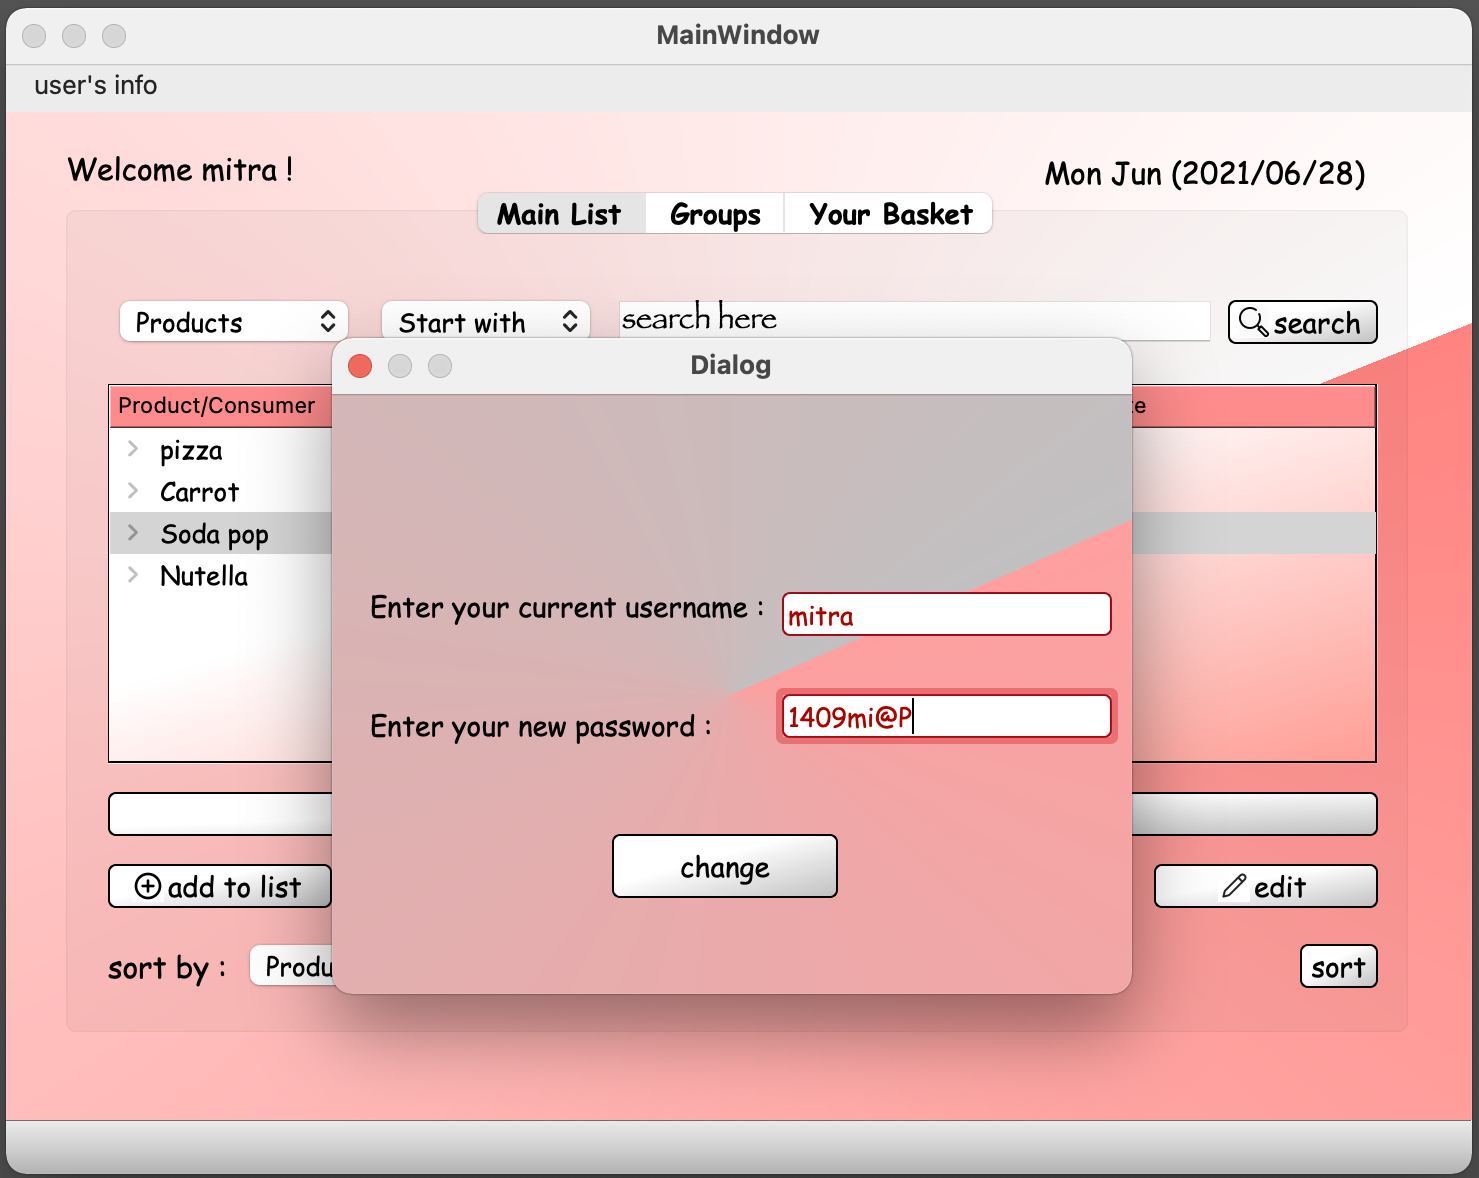 MainWindow
user's info
Welcome mitra !
Mon Jun (2021/06/28)
Main List Groups Your Basket
Products Start with search here search
Dialog
Product/Consumer
pizza
Carrot
Soda pop
Nutella
Enter your current username : mitra
Enter your new password : 1409mi@P
change
add to list edit
sort by : Produ sort